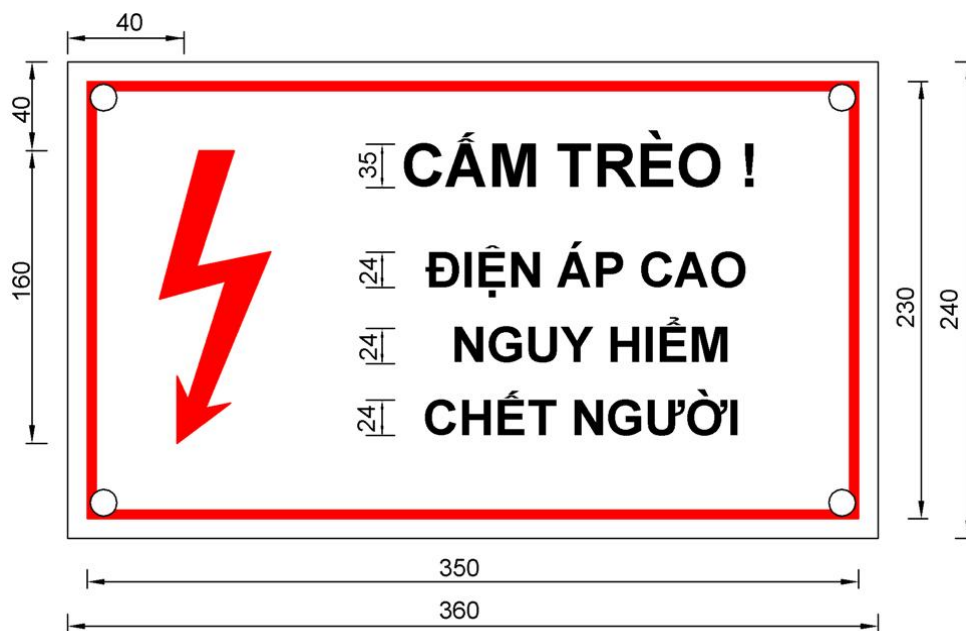 40
40
160
35
CẤM TRÈO !
24
ĐIỆN ÁP CAO
24
NGUY HIỂM
24
CHẾT NGƯỜI
230
240
350
360